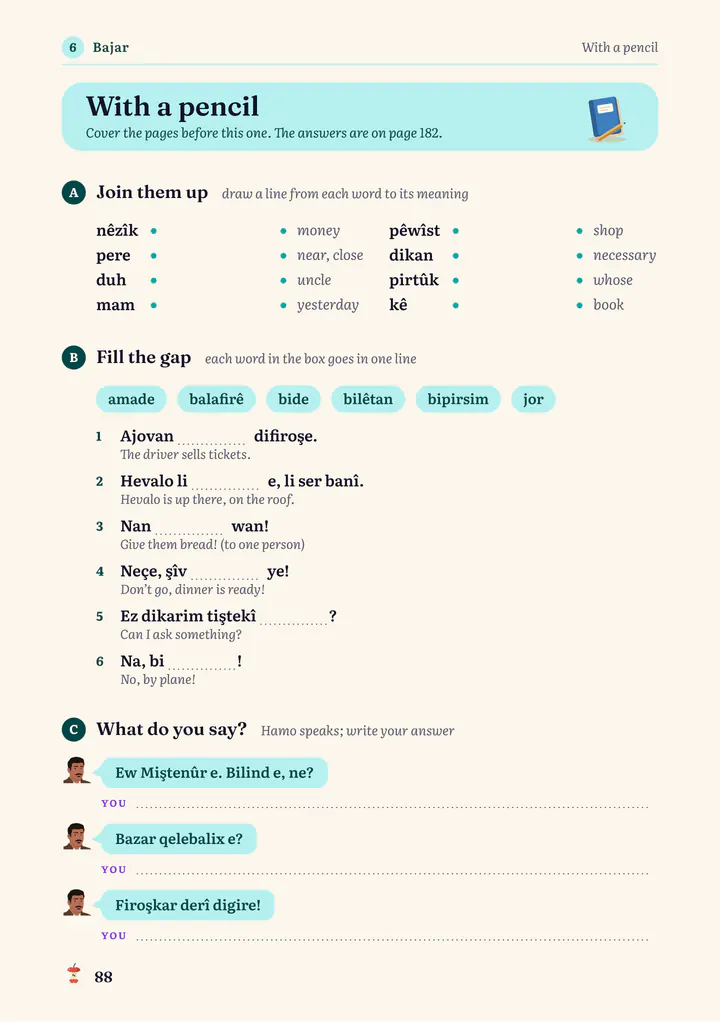 6 Bajar With a pencil
With a pencil
Cover the pages before this one. The answers are on page 182.
A Join them up draw a line from each word to its meaning
nêzîk • • money pêwîst • • shop
pere • • near, close dikan • • necessary
duh • • uncle pirtûk • • whose
mam • • yesterday kê • • book
B Fill the gap each word in the box goes in one line
amade balafirê bide bilêtan bipirsim jor
1 Ajovan .............. difiroşe.
The driver sells tickets.
2 Hevalo li .............. e, li ser banî.
Hevalo is up there, on the roof.
3 Nan .............. wan!
Give them bread! (to one person)
4 Neçe, şîv .............. ye!
Don’t go, dinner is ready!
5 Ez dikarim tiştekî ..............?
Can I ask something?
6 Na, bi ..............!
No, by plane!
C What do you say? Hamo speaks; write your answer
Ew Miştenûr e. Bilind e, ne?
YOU
Bazar qelebalix e?
YOU
Firoşkar derî digire!
YOU
88